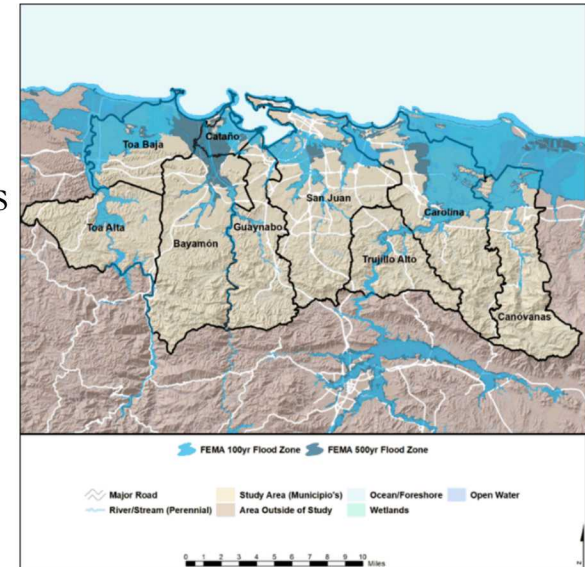 Toa Baja
Cataño
S
San Juan
Toa Alta
Guaynabo
Carolina
Bayamón
Trujillo Alto
Canóvanas
FEMA 100yr Flood Zone FEMA 500yr Flood Zone
Major Road Study Area (Municipio's) Ocean/Foreshore Open Water
River/Stream (Perennial) Area Outside of Study Wetlands
0 1 2 3 4 5 6 7 8 9 10
Miles